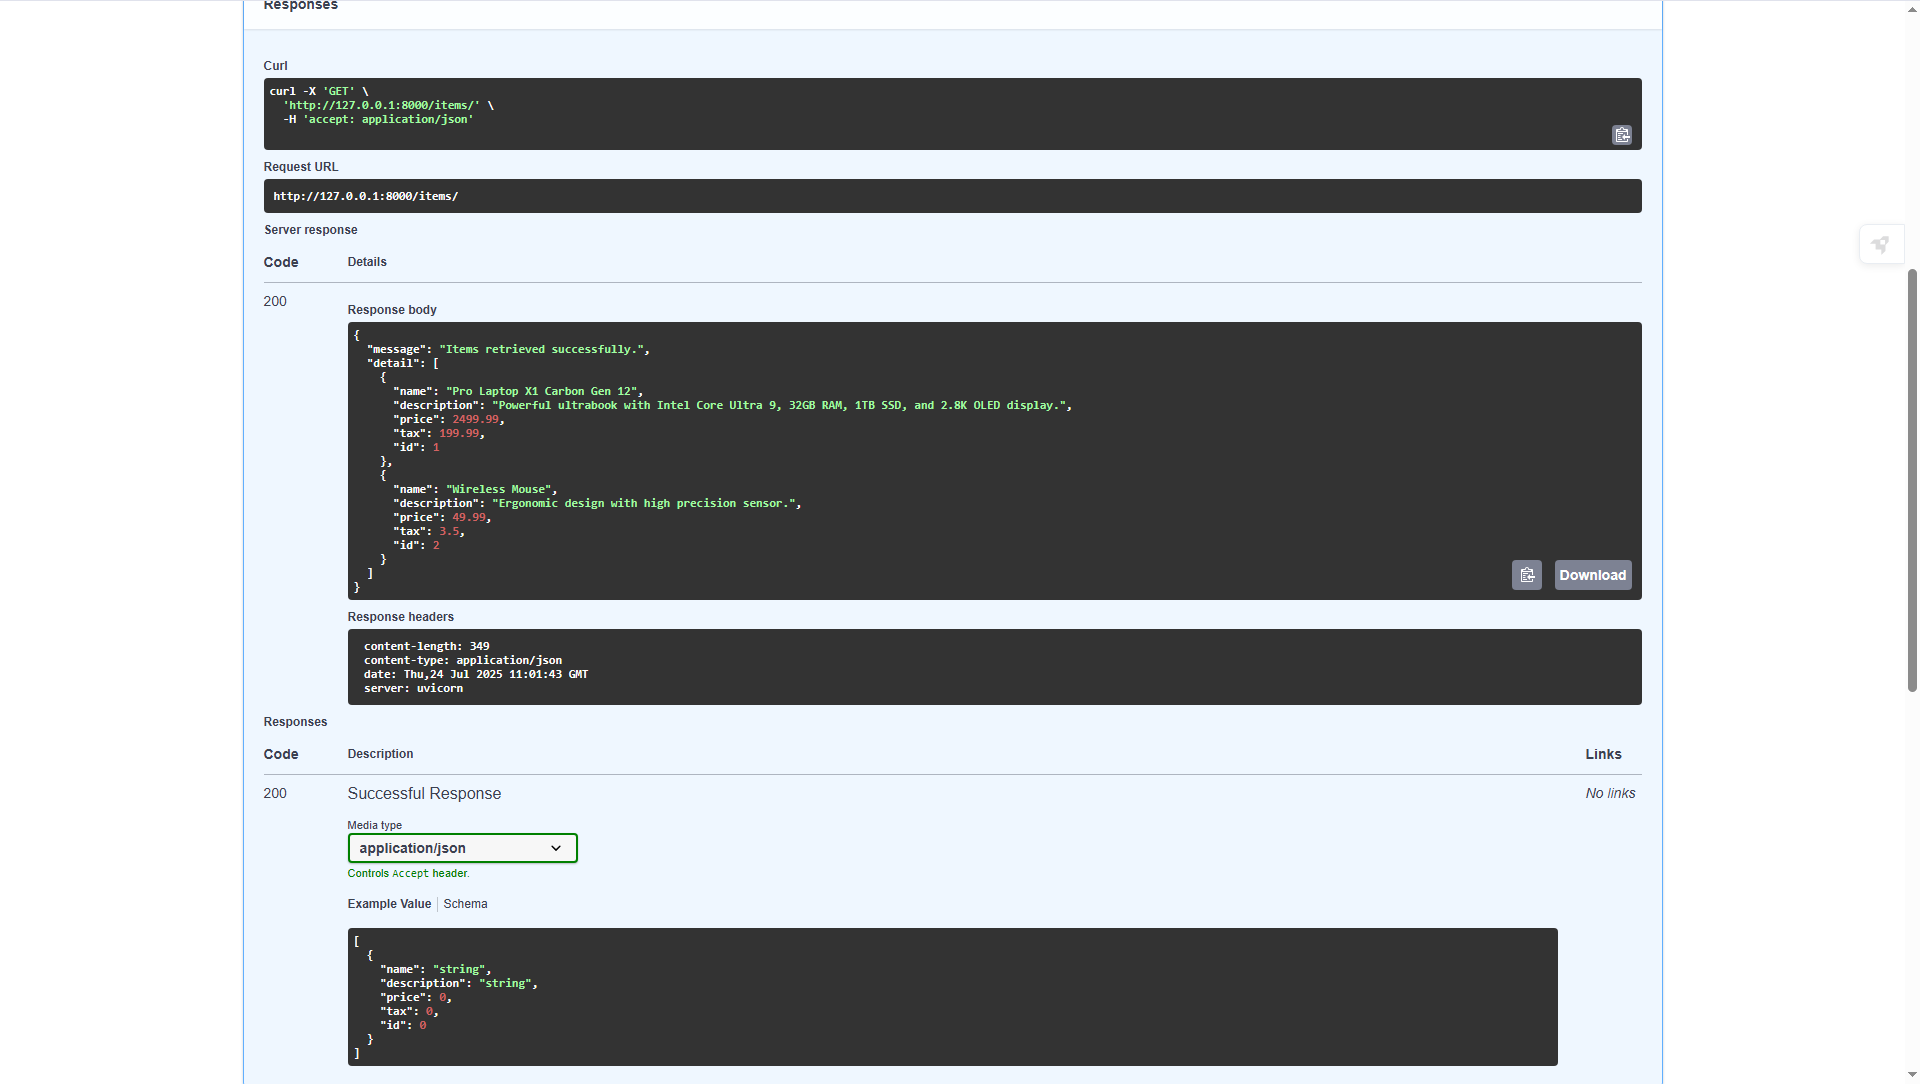 Responses
Curl
curl -X 'GET' \
  'http://127.0.0.1:8000/items/' \
  -H 'accept: application/json'
Request URL
http://127.0.0.1:8000/items/
Server response
Code Details
200
Response body
{
  "message": "Items retrieved successfully.",
  "detail": [
    {
      "name": "Pro Laptop X1 Carbon Gen 12",
      "description": "Powerful ultrabook with Intel Core Ultra 9, 32GB RAM, 1TB SSD, and 2.8K OLED display.",
      "price": 2499.99,
      "tax": 199.99,
      "id": 1
    },
    {
      "name": "Wireless Mouse",
      "description": "Ergonomic design with high precision sensor.",
      "price": 49.99,
      "tax": 3.5,
      "id": 2
    }
  ]
}
Download
Response headers
content-length: 349
content-type: application/json
date: Thu,24 Jul 2025 11:01:43 GMT
server: uvicorn
Responses
Code Description Links
200 Successful Response No links
Media type
application/json
Controls Accept header.
Example Value Schema
[
  {
    "name": "string",
    "description": "string",
    "price": 0,
    "tax": 0,
    "id": 0
  }
]